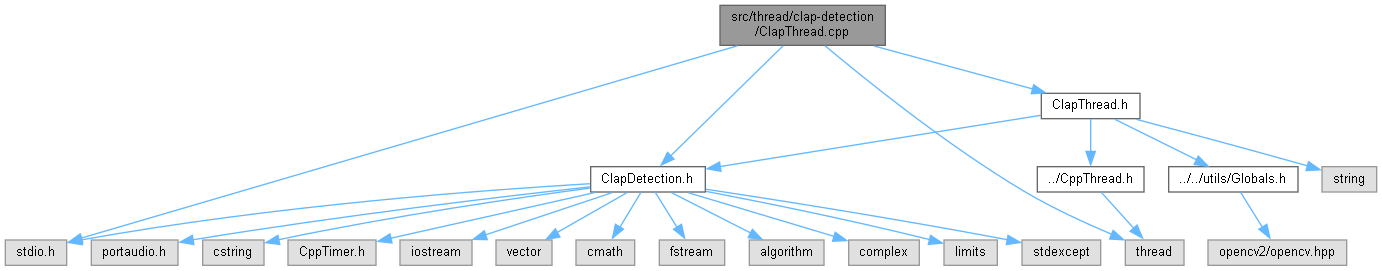 src/thread/clap-detection
/ClapThread.cpp
ClapThread.h
ClapDetection.h
../CppThread.h
../../utils/Globals.h
string
stdio.h
portaudio.h
cstring
CppTimer.h
iostream
vector
cmath
fstream
algorithm
complex
limits
stdexcept
thread
opencv2/opencv.hpp